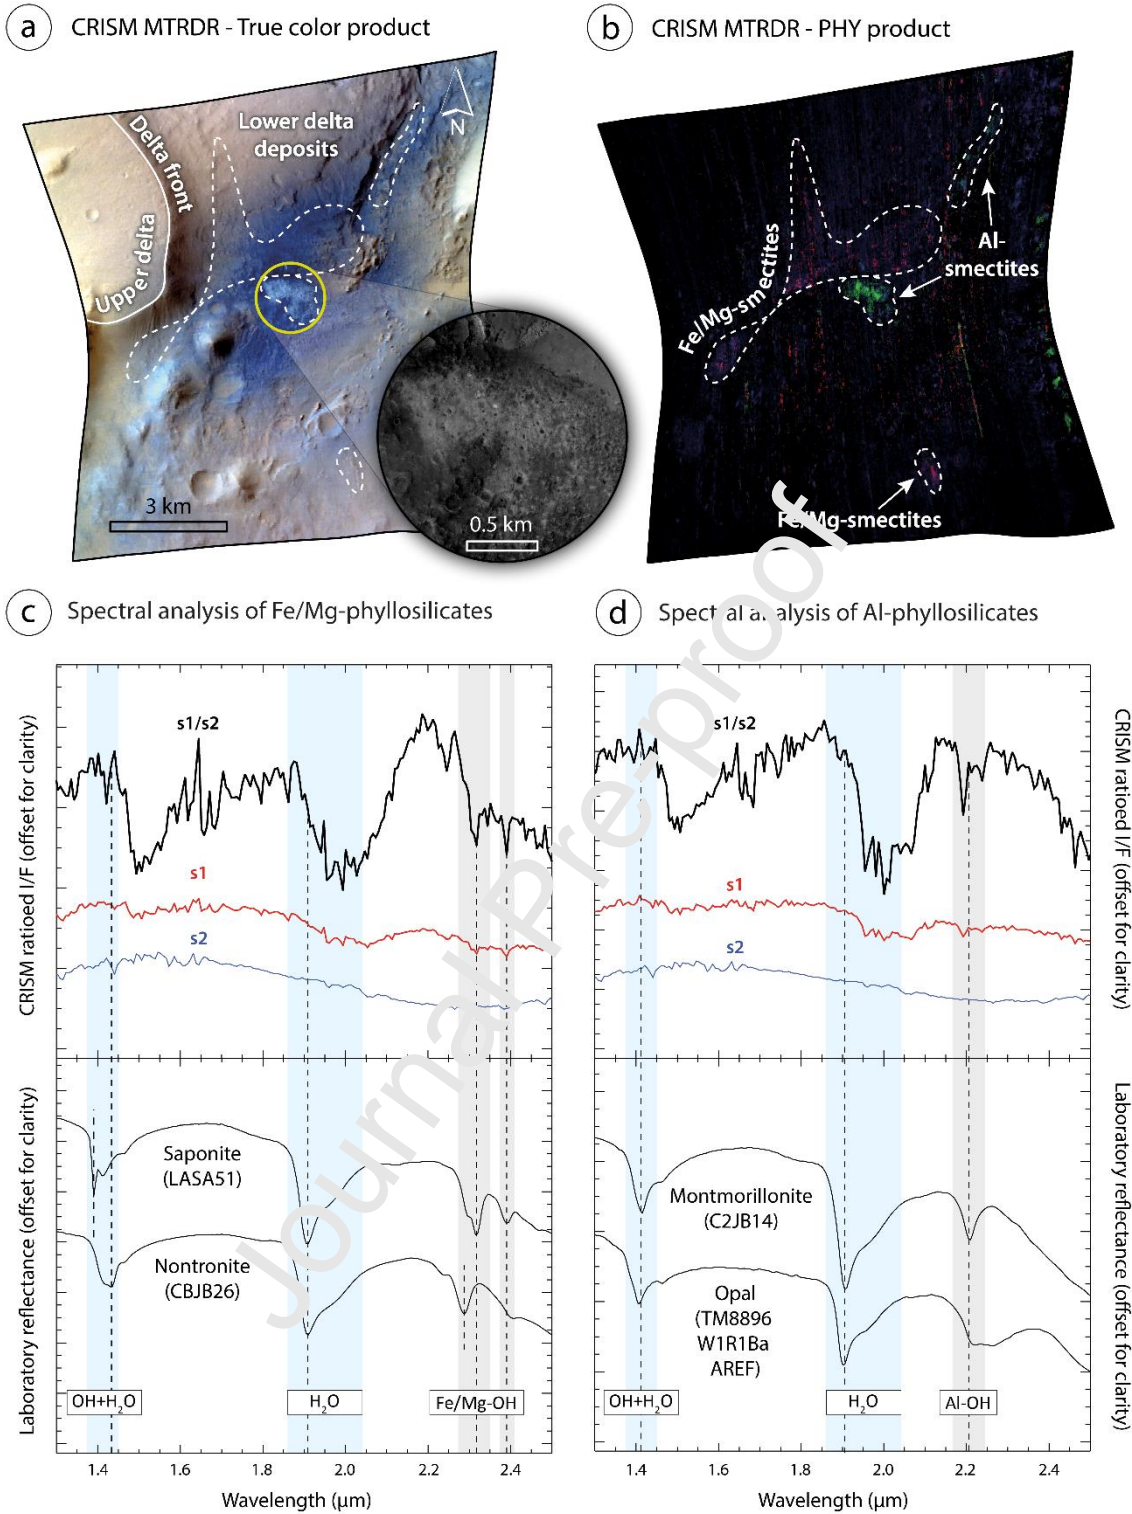 a CRISM MTRDR - True color product
b CRISM MTRDR - PHY product
Delta front
Lower delta
deposits
N
Upper delta
3 km
0.5 km
Al-
smectites
Fe/Mg-smectites
Fe/Mg-smectites
Journal Pre-proof
c Spectral analysis of Fe/Mg-phyllosilicates
d Spectral analysis of Al-phyllosilicates
CRISM ratioed I/F (offset for clarity)
s1/s2
s1
s2
Laboratory reflectance (offset for clarity)
Saponite
(LASA51)
Nontronite
(CBJB26)
OH+H₂O
H₂O
Fe/Mg-OH
1.4 1.6 1.8 2.0 2.2 2.4
Wavelength (µm)
s1/s2
s1
s2
CRISM ratioed I/F (offset for clarity)
Montmorillonite
(C2JB14)
Opal
(TM8896
W1R1Ba
AREF)
OH+H₂O
H₂O
Al-OH
Laboratory reflectance (offset for clarity)
1.4 1.6 1.8 2.0 2.2 2.4
Wavelength (µm)